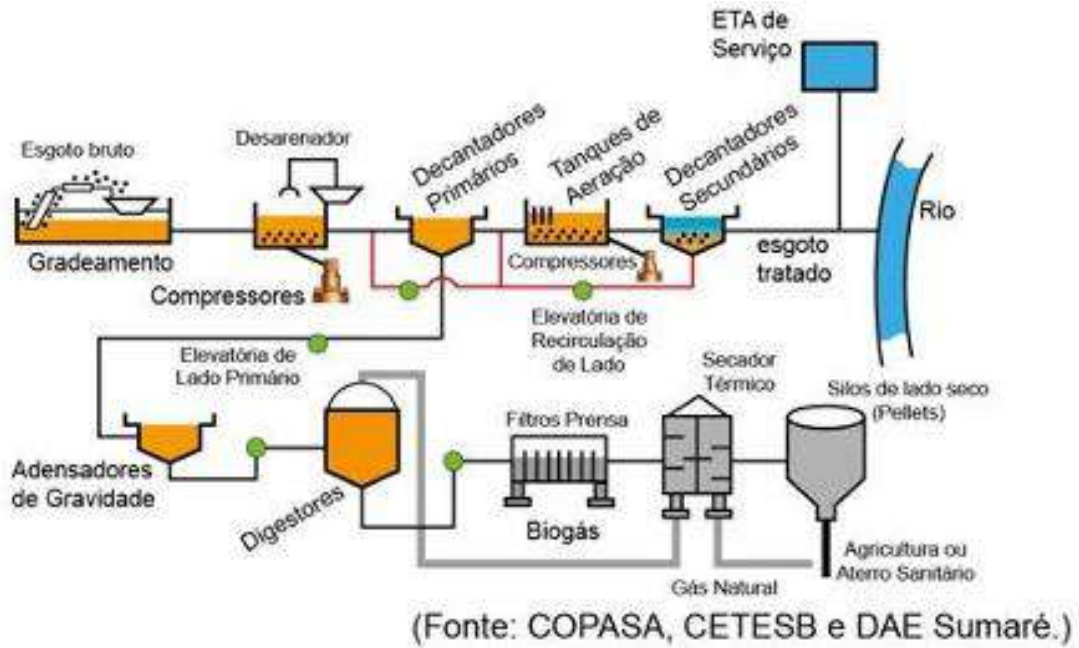 ETA de
Serviço
Esgoto bruto
Desarenador
Decantadores
Primários
Tanques de
Aeração
Decantadores
Secundários
Rio
Gradeamento
Compressores
Compressores
esgoto
tratado
Elevatória de
Recirculação
de Lado
Elevatória de
Lado Primário
Secador
Térmico
Silos de lado seco
(Pellets)
Filtros Prensa
Adensadores
de Gravidade
Digestores
Biogás
Agricultura ou
Aterro Sanitário
Gás Natural
(Fonte: COPASA, CETESB e DAE Sumaré.)